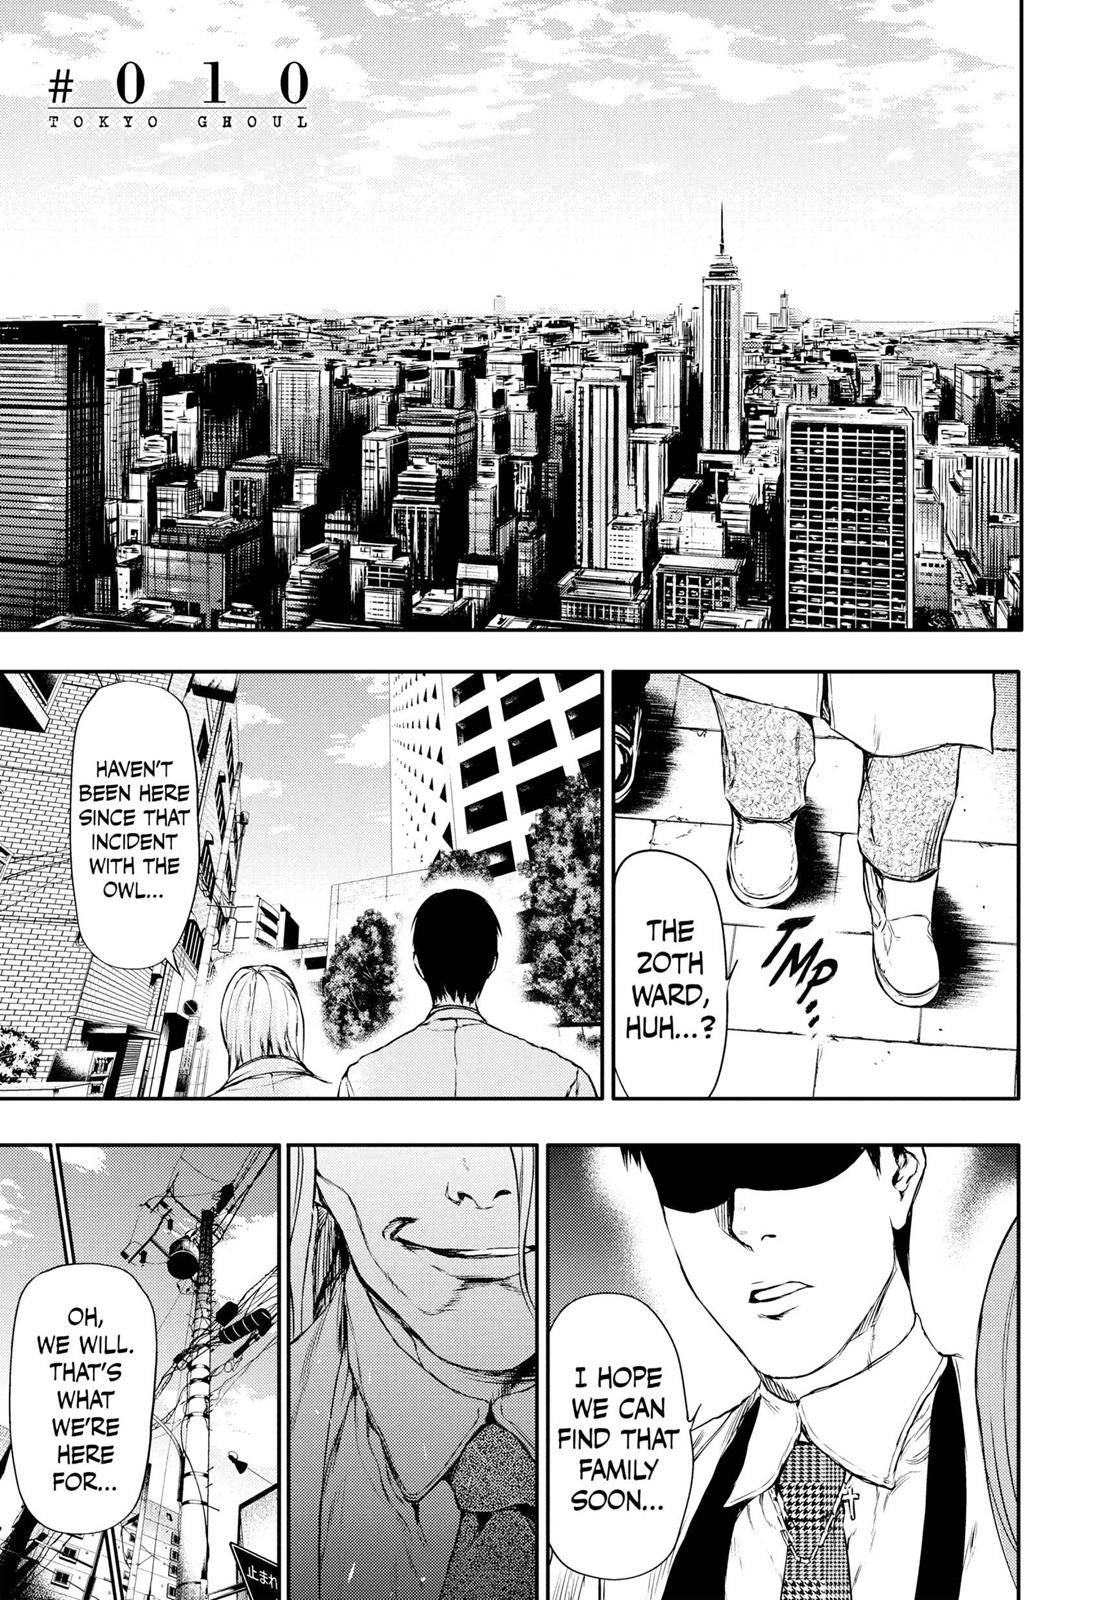 #010
TOKYO GHOUL
THE
20TH
WARD,
HUH...?
TMP...
HAVEN'T
BEEN HERE
SINCE THAT
INCIDENT
WITH THE
OWL...
I HOPE
WE CAN
FIND THAT
FAMILY
SOON...
OH,
WE WILL.
THAT'S
WHAT
WE'RE
HERE
FOR...
止まれ